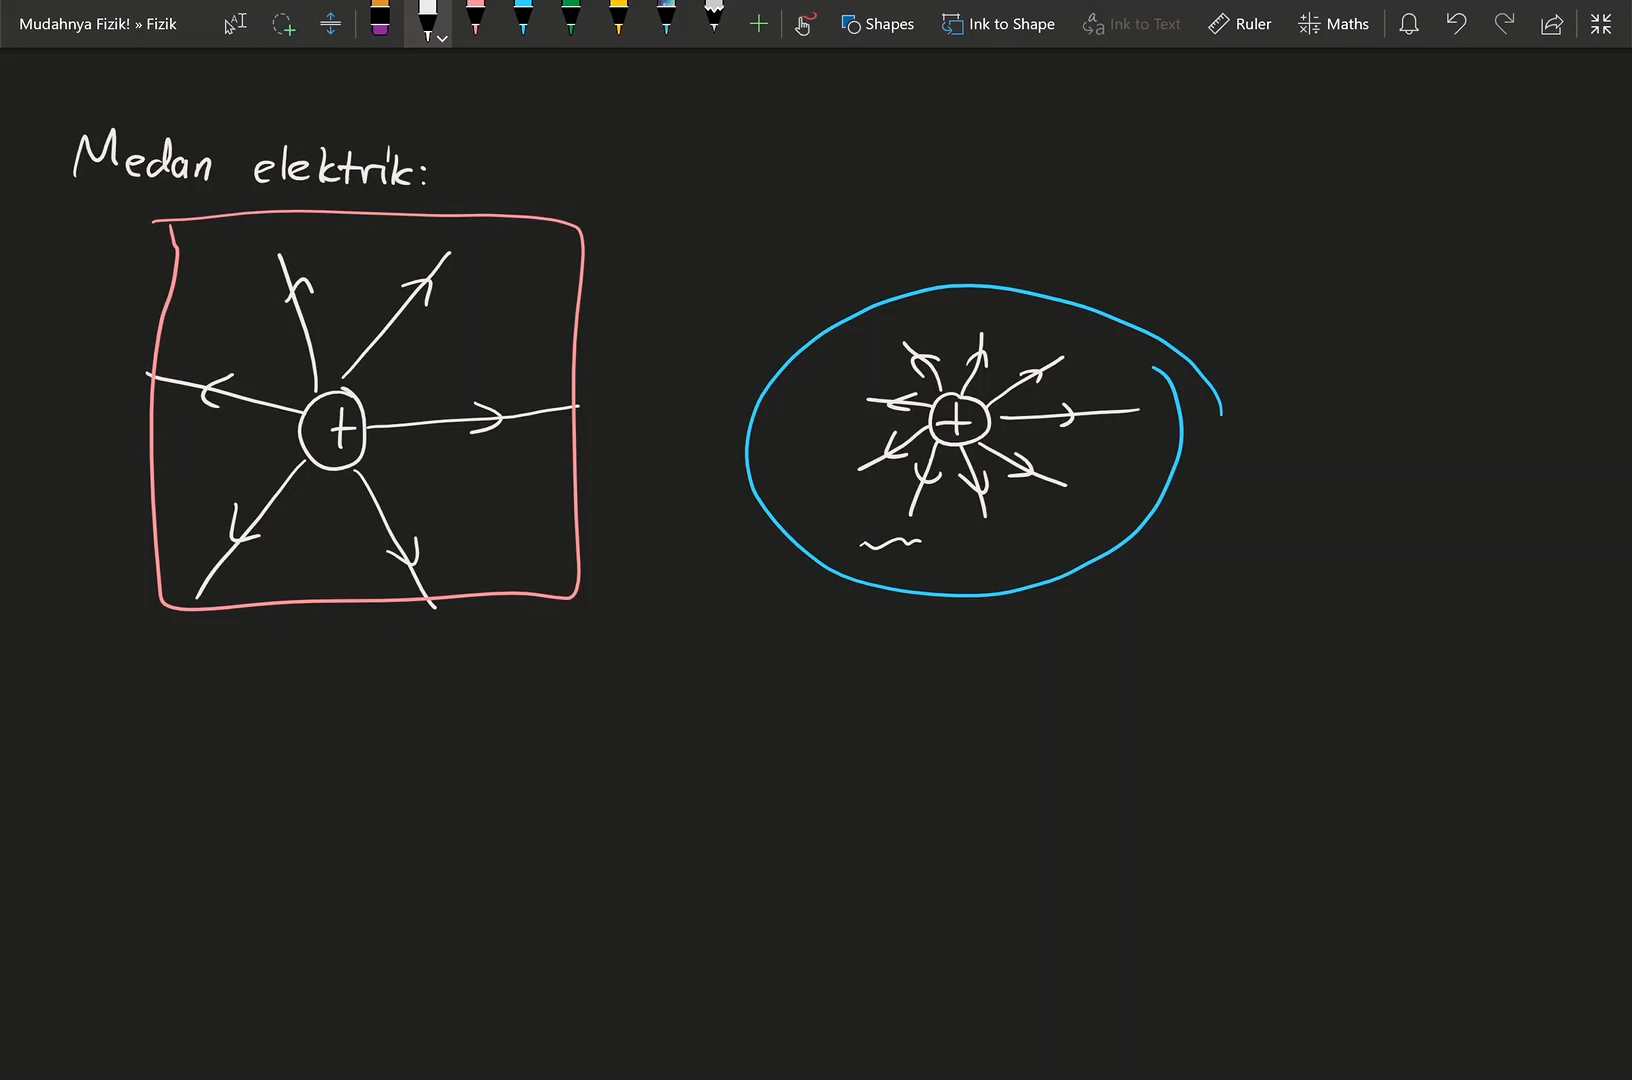 Mudahnya Fizik! » Fizik
Shapes
Ink to Shape
Ink to Text
Ruler
Maths
Medan elektrik:
+
+